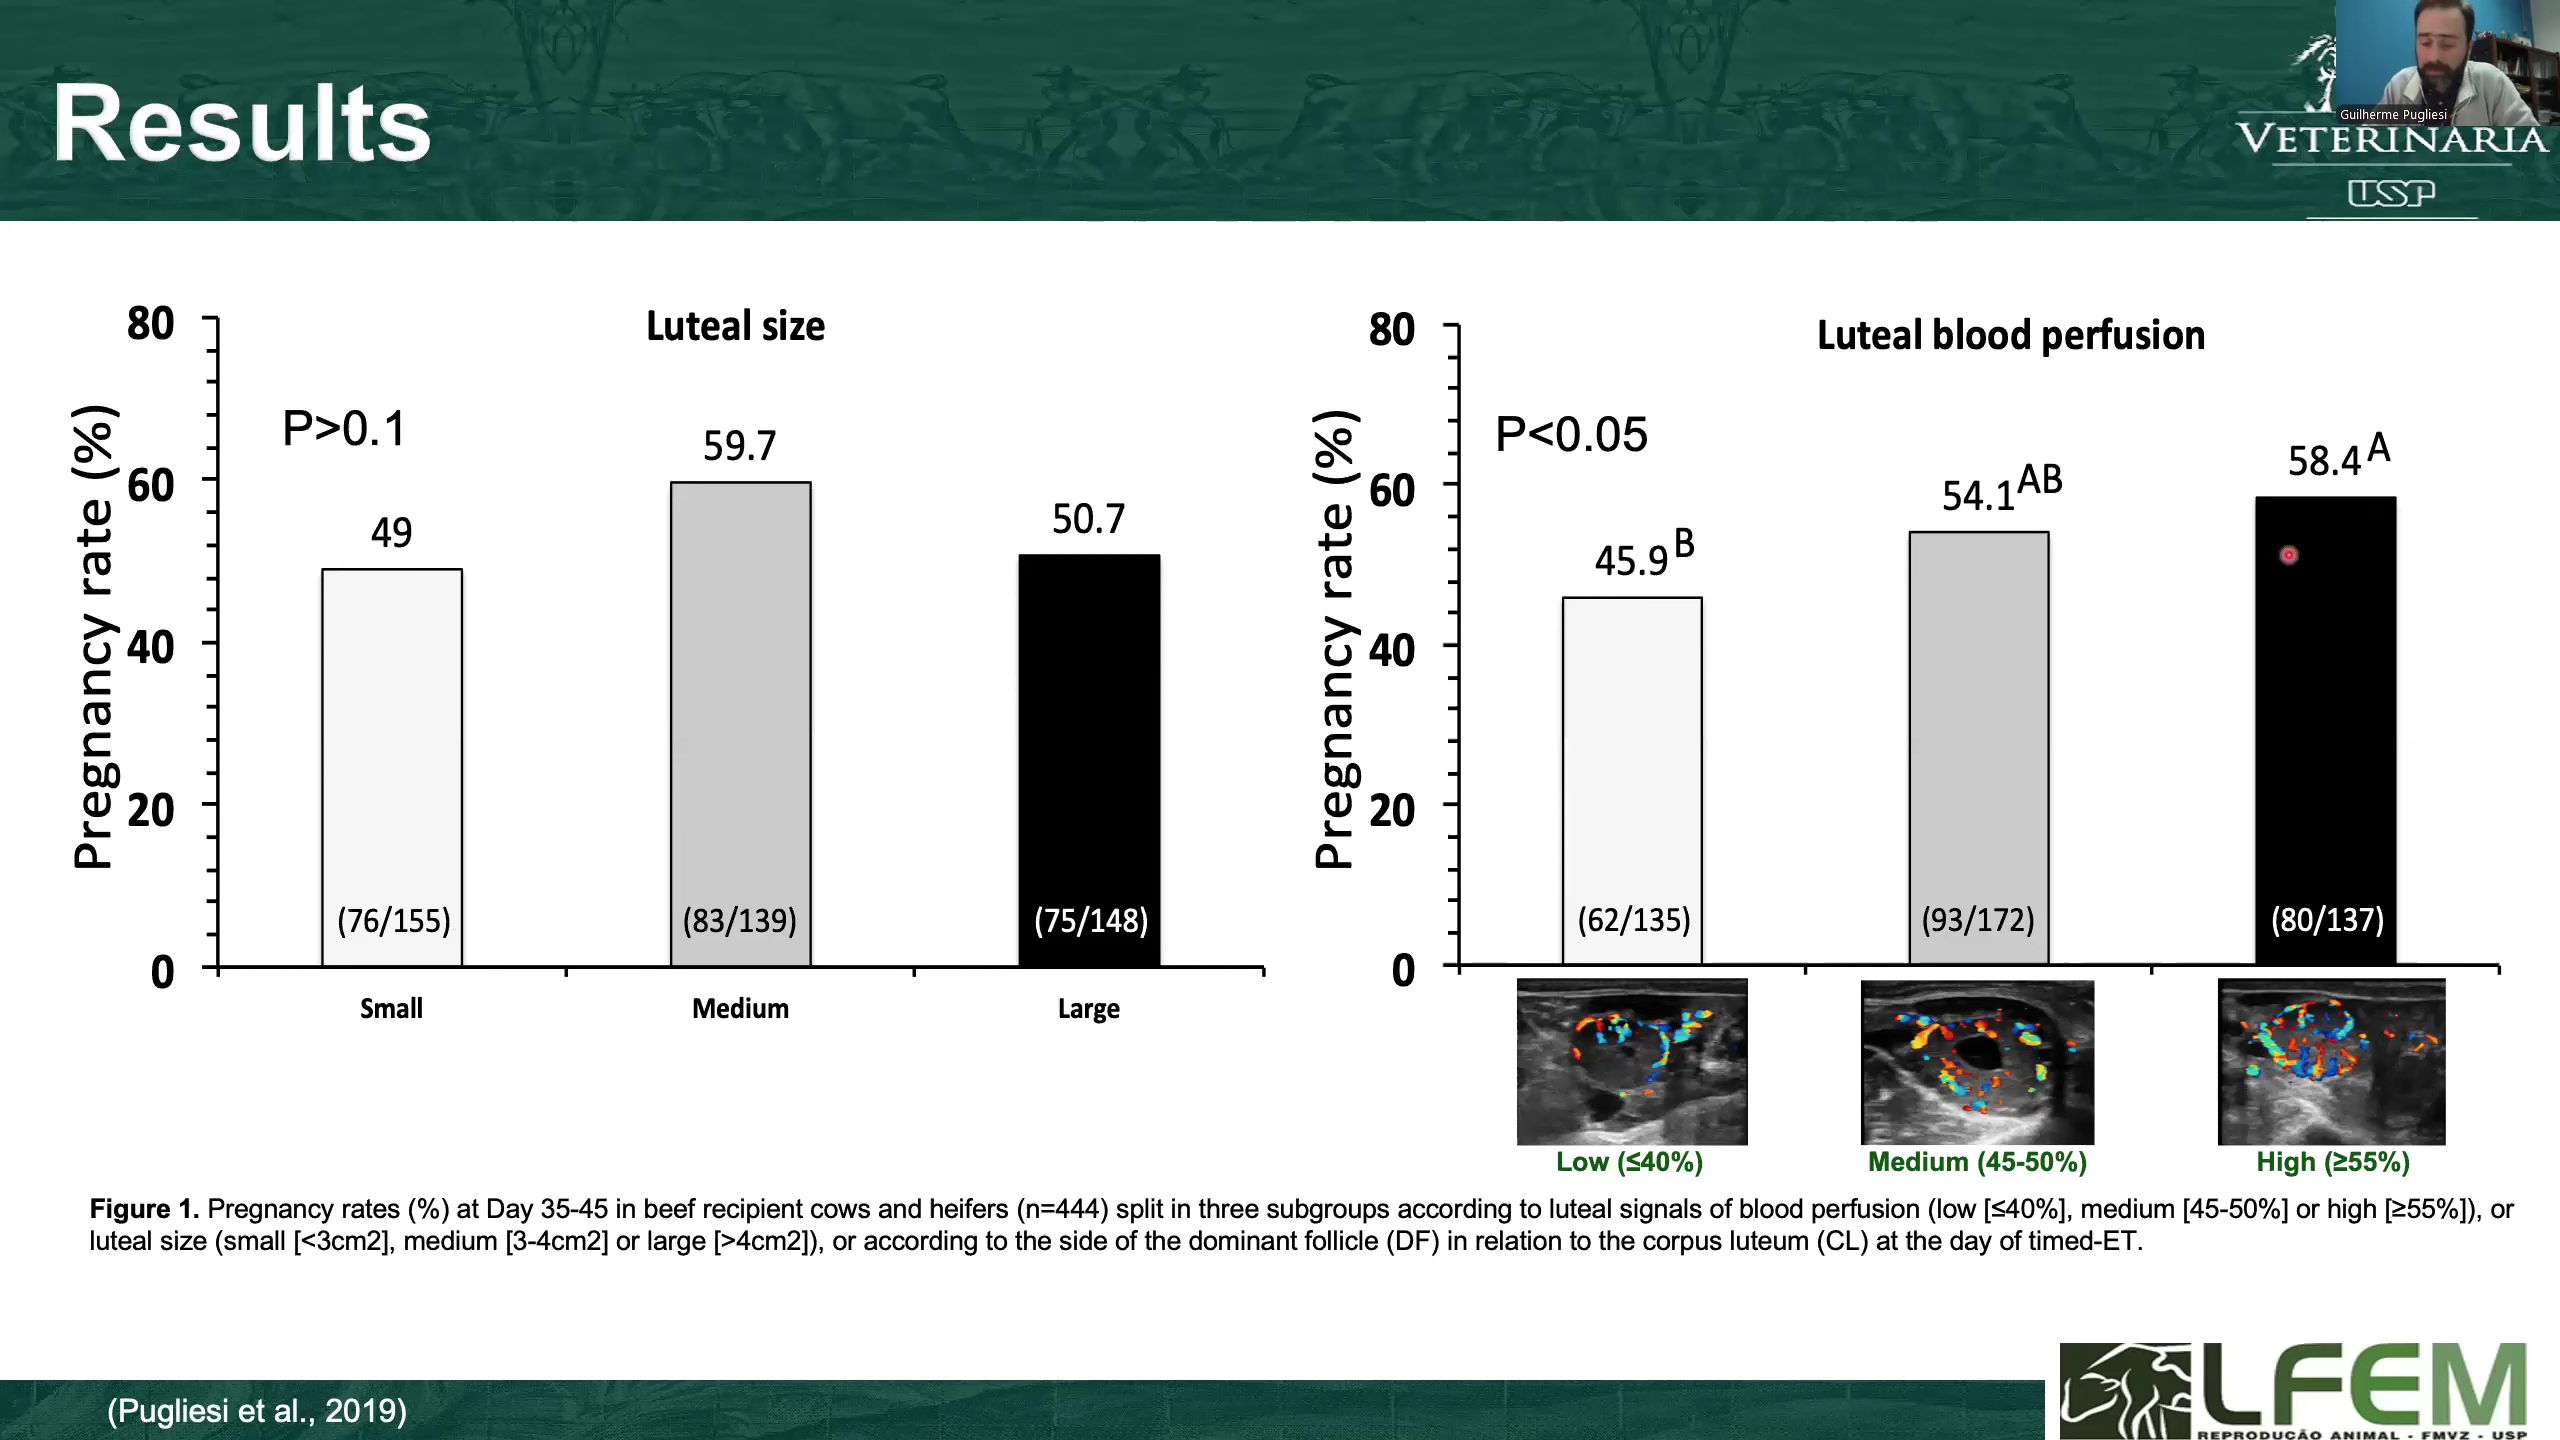 Results
Guilherme Pugliesi
VETERINARIA
USP
Luteal size
Pregnancy rate (%)
80
60
40
20
0
P>0.1
49
59.7
50.7
(76/155)
(83/139)
(75/148)
Small
Medium
Large
Luteal blood perfusion
Pregnancy rate (%)
80
60
40
20
0
P<0.05
45.9 B
54.1 AB
58.4 A
(62/135)
(93/172)
(80/137)
Low (≤40%)
Medium (45-50%)
High (≥55%)
Figure 1. Pregnancy rates (%) at Day 35-45 in beef recipient cows and heifers (n=444) split in three subgroups according to luteal signals of blood perfusion (low [≤40%], medium [45-50%] or high [≥55%]), or
luteal size (small [<3cm2], medium [3-4cm2] or large [>4cm2]), or according to the side of the dominant follicle (DF) in relation to the corpus luteum (CL) at the day of timed-ET.
(Pugliesi et al., 2019)
LFEM
REPRODUÇÃO ANIMAL - FMVZ - USP